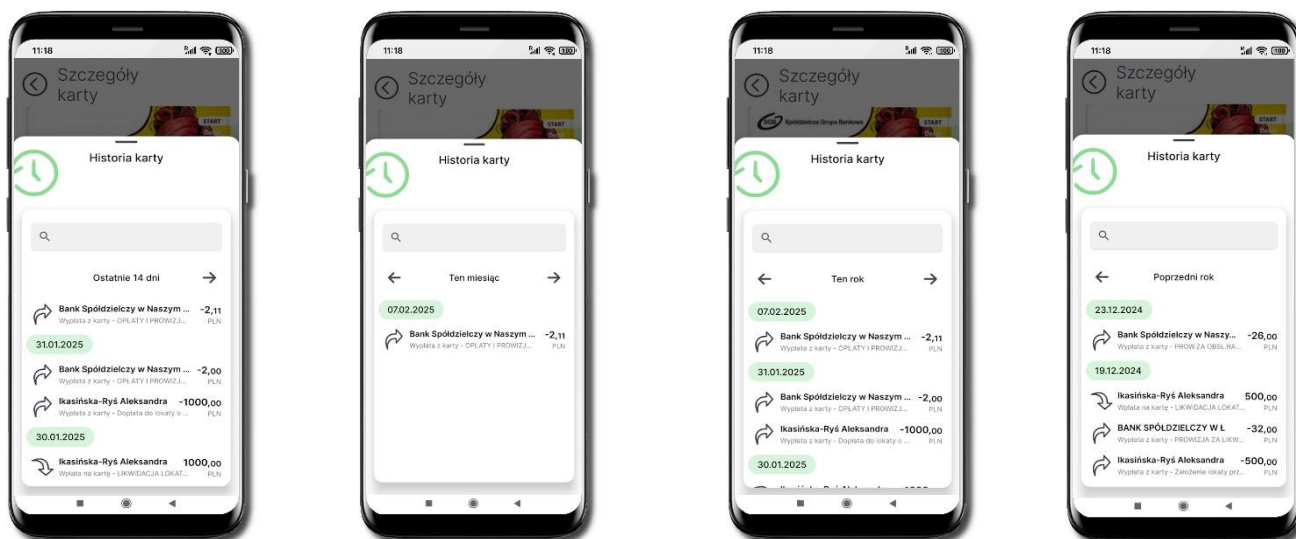 11:18
Szczegóły
karty
START
Historia karty
Ostatnie 14 dni
Bank Spółdzielczy w Naszym ... -2,11
Wypłata z karty - OPŁATY I PROWIZJ... PLN
31.01.2025
Bank Spółdzielczy w Naszym ... -2,00
Wypłata z karty - OPŁATY I PROWIZJ... PLN
Ikasińska-Ryś Aleksandra -1000,00
Wypłata z karty - Dopłata do lokaty o ... PLN
30.01.2025
Ikasińska-Ryś Aleksandra 1000,00
Wpłata na kartę - LIKWIDACJA LOKAT... PLN
11:18
Szczegóły
karty
START
Historia karty
Ten miesiąc
07.02.2025
Bank Spółdzielczy w Naszym ... -2,11
Wypłata z karty - OPŁATY I PROWIZJ... PLN
11:18
Szczegóły
karty
SGB Spółdzielcza Grupa Bankowa
START
Historia karty
Ten rok
07.02.2025
Bank Spółdzielczy w Naszym ... -2,11
Wypłata z karty - OPŁATY I PROWIZJ... PLN
31.01.2025
Bank Spółdzielczy w Naszym ... -2,00
Wypłata z karty - OPŁATY I PROWIZJ... PLN
Ikasińska-Ryś Aleksandra -1000,00
Wypłata z karty - Dopłata do lokaty o ... PLN
30.01.2025
11:18
Szczegóły
karty
START
Historia karty
Poprzedni rok
23.12.2024
Bank Spółdzielczy w Naszy... -26,00
Wypłata z karty - PROW.ZA OBSŁ.RA... PLN
19.12.2024
Ikasińska-Ryś Aleksandra 500,00
Wpłata na kartę - LIKWIDACJA LOKAT... PLN
BANK SPÓŁDZIELCZY W Ł -32,00
Wypłata z karty - PROWIZJA ZA LIKW... PLN
Ikasińska-Ryś Aleksandra -500,00
Wypłata z karty - Założenie lokaty prz... PLN